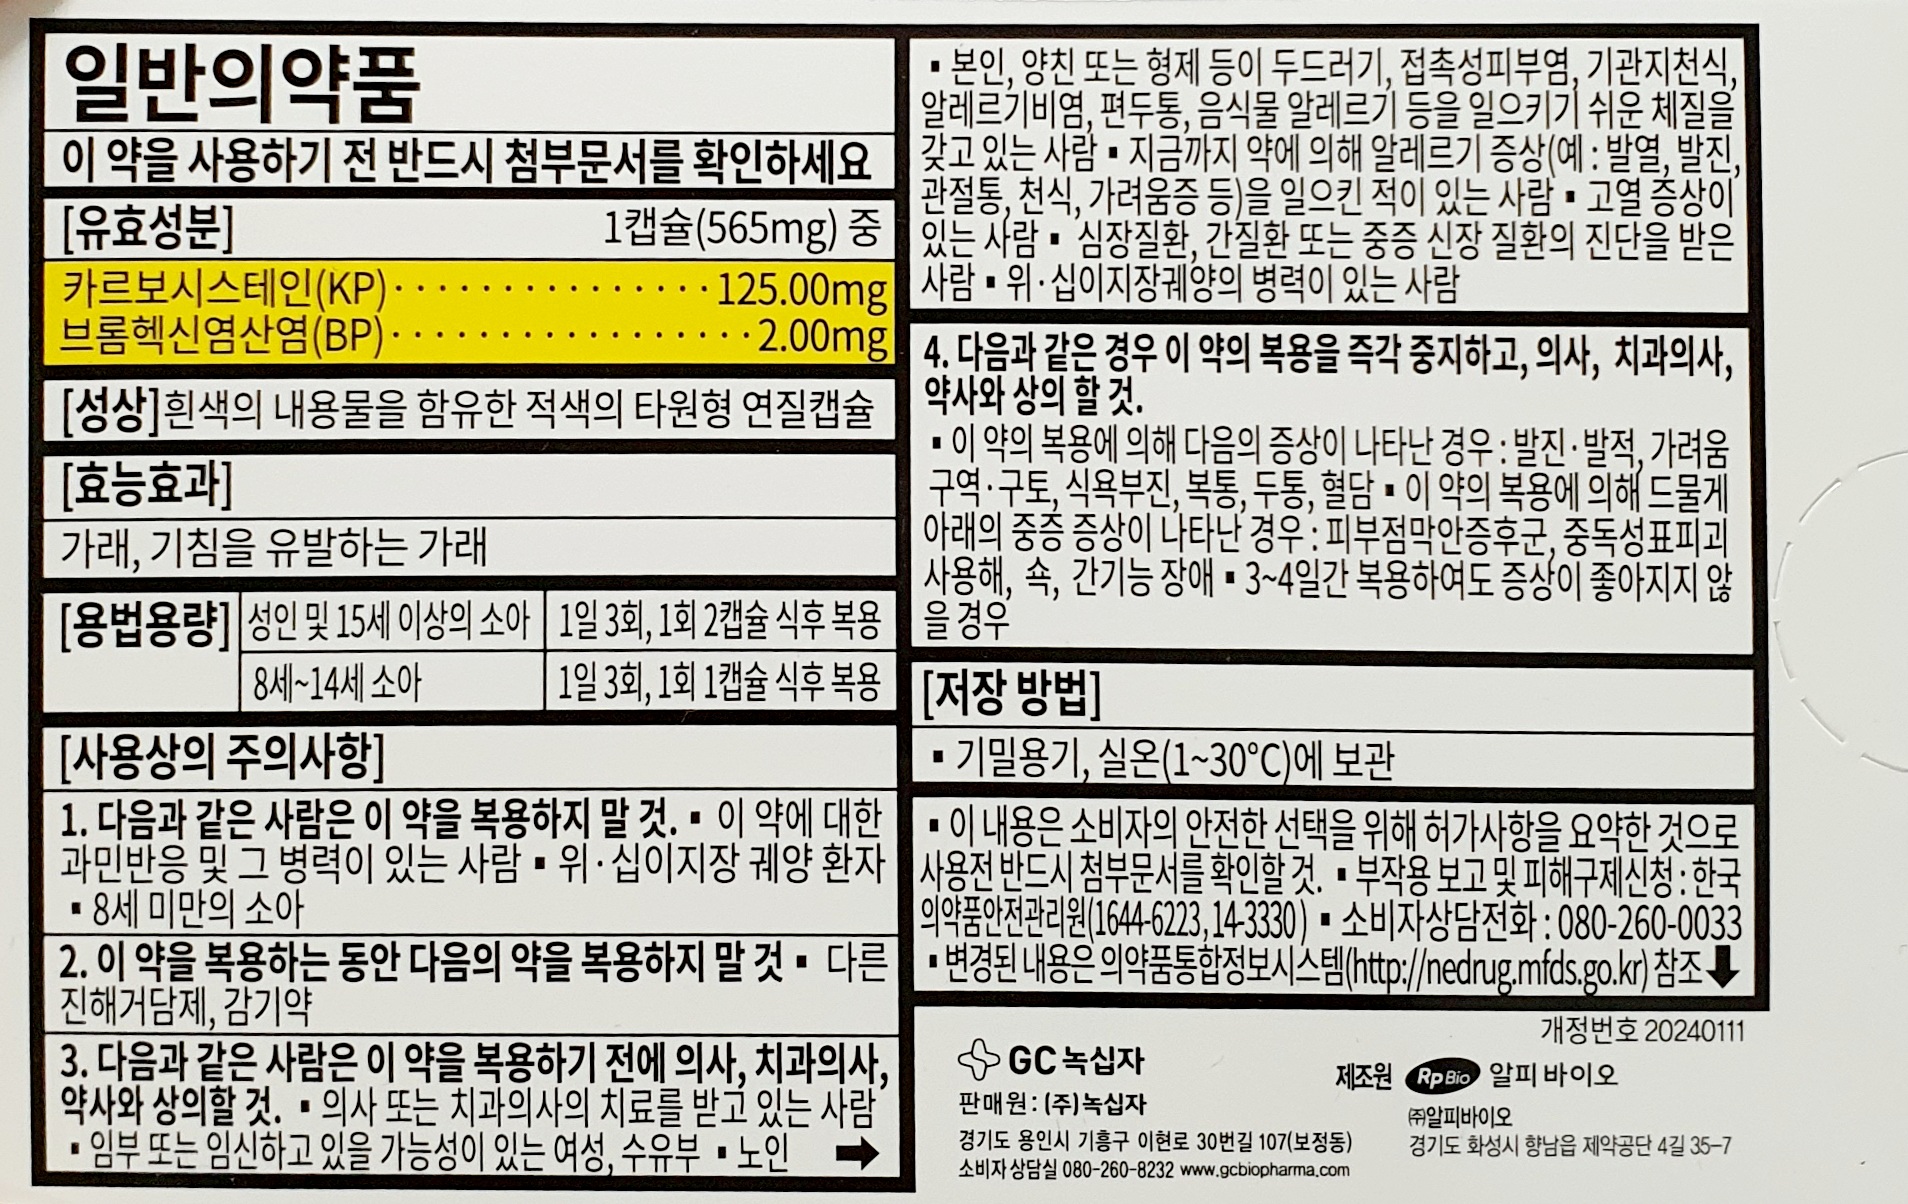 일반의약품
이 약을 사용하기 전 반드시 첨부문서를 확인하세요
[유효성분] 1캡슐(565mg) 중
카르보시스테인(KP)···············125.00mg
브롬헥신염산염(BP)·················2.00mg
[성상]흰색의 내용물을 함유한 적색의 타원형 연질캡슐
[효능효과]
가래, 기침을 유발하는 가래
[용법용량] 성인 및 15세 이상의 소아 1일 3회, 1회 2캡슐 식후 복용
8세~14세 소아 1일 3회, 1회 1캡슐 식후 복용
[사용상의 주의사항]
1. 다음과 같은 사람은 이 약을 복용하지 말 것. ▪ 이 약에 대한
과민반응 및 그 병력이 있는 사람 ▪ 위·십이지장 궤양 환자
▪ 8세 미만의 소아
2. 이 약을 복용하는 동안 다음의 약을 복용하지 말 것 ▪ 다른
진해거담제, 감기약
3. 다음과 같은 사람은 이 약을 복용하기 전에 의사, 치과의사,
약사와 상의할 것. ▪ 의사 또는 치과의사의 치료를 받고 있는 사람
▪ 임부 또는 임신하고 있을 가능성이 있는 여성, 수유부 ▪ 노인 ➡
▪ 본인, 양친 또는 형제 등이 두드러기, 접촉성피부염, 기관지천식,
알레르기비염, 편두통, 음식물 알레르기 등을 일으키기 쉬운 체질을
갖고 있는 사람 ▪ 지금까지 약에 의해 알레르기 증상(예 : 발열, 발진,
관절통, 천식, 가려움증 등)을 일으킨 적이 있는 사람 ▪ 고열 증상이
있는 사람 ▪ 심장질환, 간질환 또는 중증 신장 질환의 진단을 받은
사람 ▪ 위·십이지장궤양의 병력이 있는 사람
4. 다음과 같은 경우 이 약의 복용을 즉각 중지하고, 의사, 치과의사,
약사와 상의 할 것.
▪ 이 약의 복용에 의해 다음의 증상이 나타난 경우 : 발진·발적, 가려움
구역·구토, 식욕부진, 복통, 두통, 혈담 ▪ 이 약의 복용에 의해 드물게
아래의 중증 증상이 나타난 경우 : 피부점막안증후군, 중독성표피괴
사용해, 쇽, 간기능 장애 ▪ 3~4일간 복용하여도 증상이 좋아지지 않
을 경우
[저장 방법]
▪ 기밀용기, 실온(1~30°C)에 보관
▪ 이 내용은 소비자의 안전한 선택을 위해 허가사항을 요약한 것으로
사용전 반드시 첨부문서를 확인할 것. ▪ 부작용 보고 및 피해구제신청 : 한국
의약품안전관리원(1644-6223, 14-3330) ▪ 소비자상담전화 : 080-260-0033
▪ 변경된 내용은 의약품통합정보시스템(http://nedrug.mfds.go.kr) 참조⬇
개정번호 20240111
GC 녹십자
판매원 : (주)녹십자
경기도 용인시 기흥구 이현로 30번길 107(보정동)
소비자상담실 080-260-8232 www.gcbiopharma.com
제조원 Rp Bio 알피바이오
㈜알피바이오
경기도 화성시 향남읍 제약공단 4길 35-7